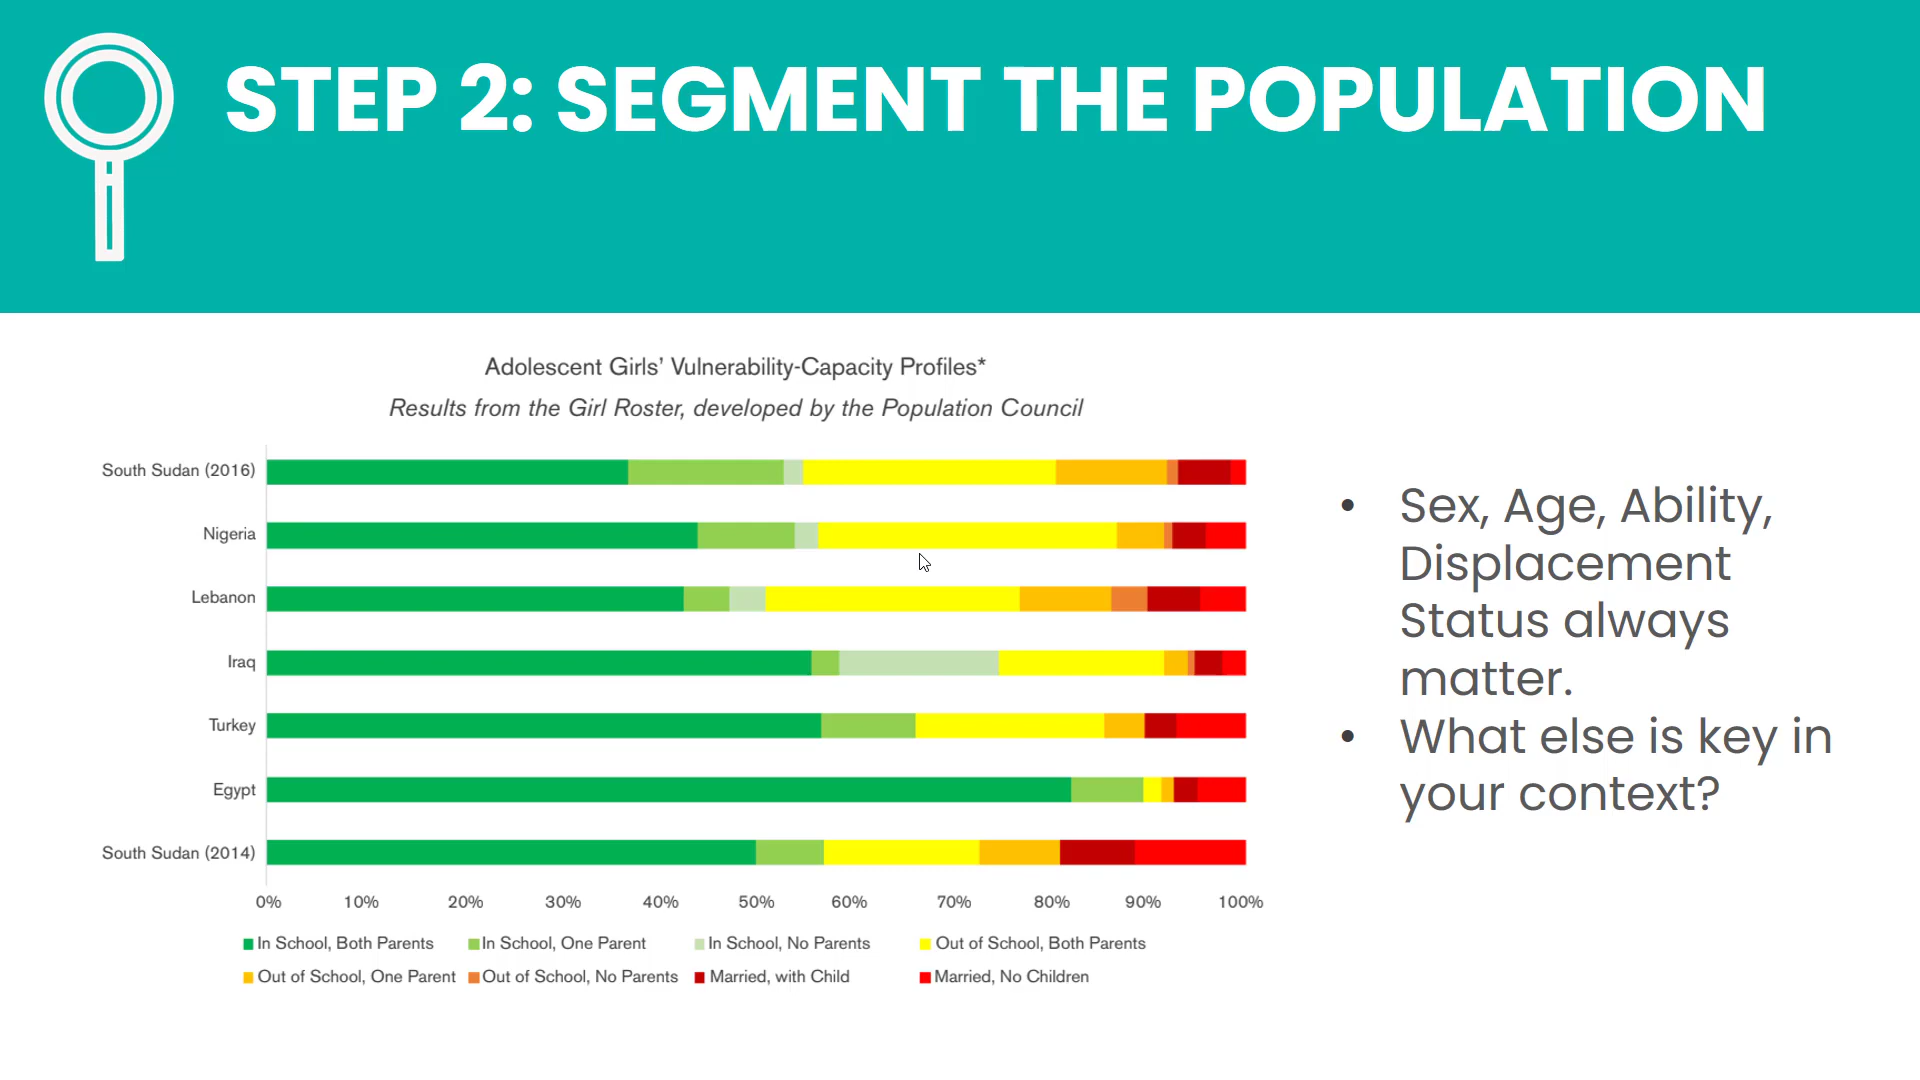 STEP 2: SEGMENT THE POPULATION
Adolescent Girls’ Vulnerability-Capacity Profiles*
Results from the Girl Roster, developed by the Population Council
South Sudan (2016)
Nigeria
Lebanon
Iraq
Turkey
Egypt
South Sudan (2014)
0% 10% 20% 30% 40% 50% 60% 70% 80% 90% 100%
In School, Both Parents In School, One Parent In School, No Parents Out of School, Both Parents
Out of School, One Parent Out of School, No Parents Married, with Child Married, No Children
• Sex, Age, Ability,
Displacement
Status always
matter.
• What else is key in
your context?